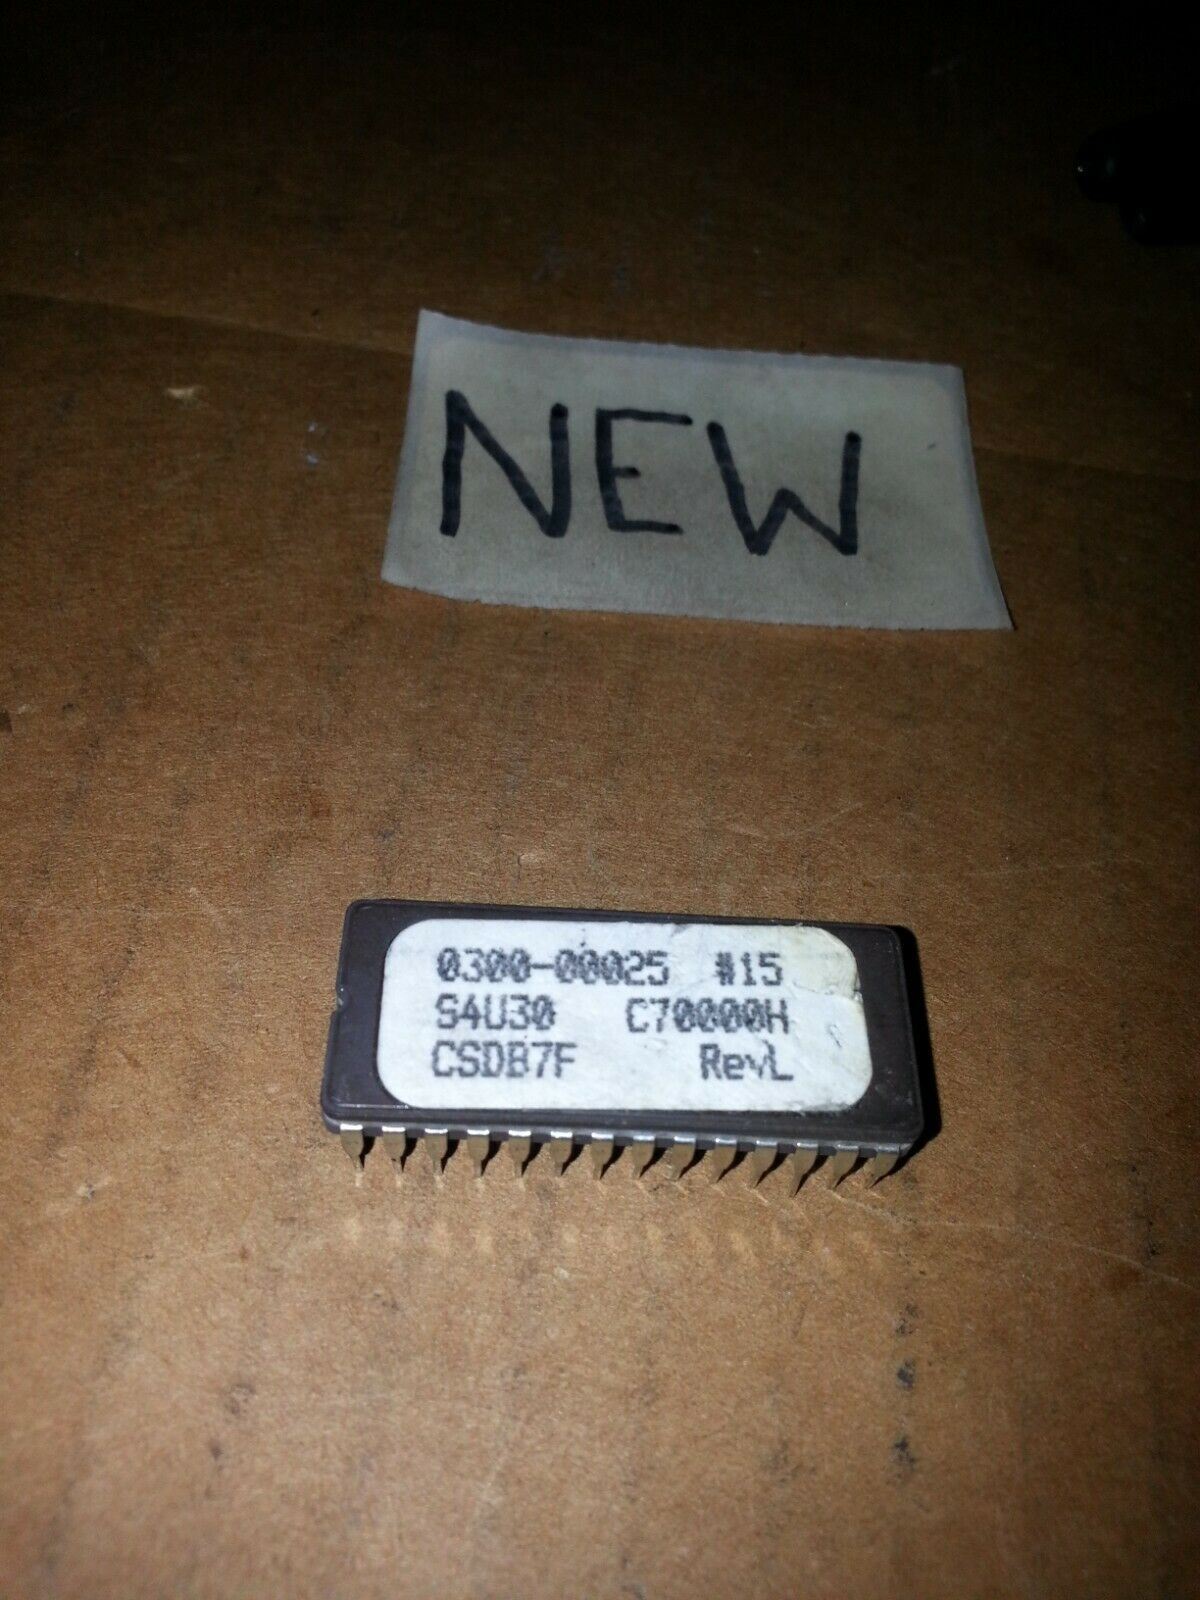 NEW
0300-00025 #15
S4U30 C70000H
CSDB7F RevL